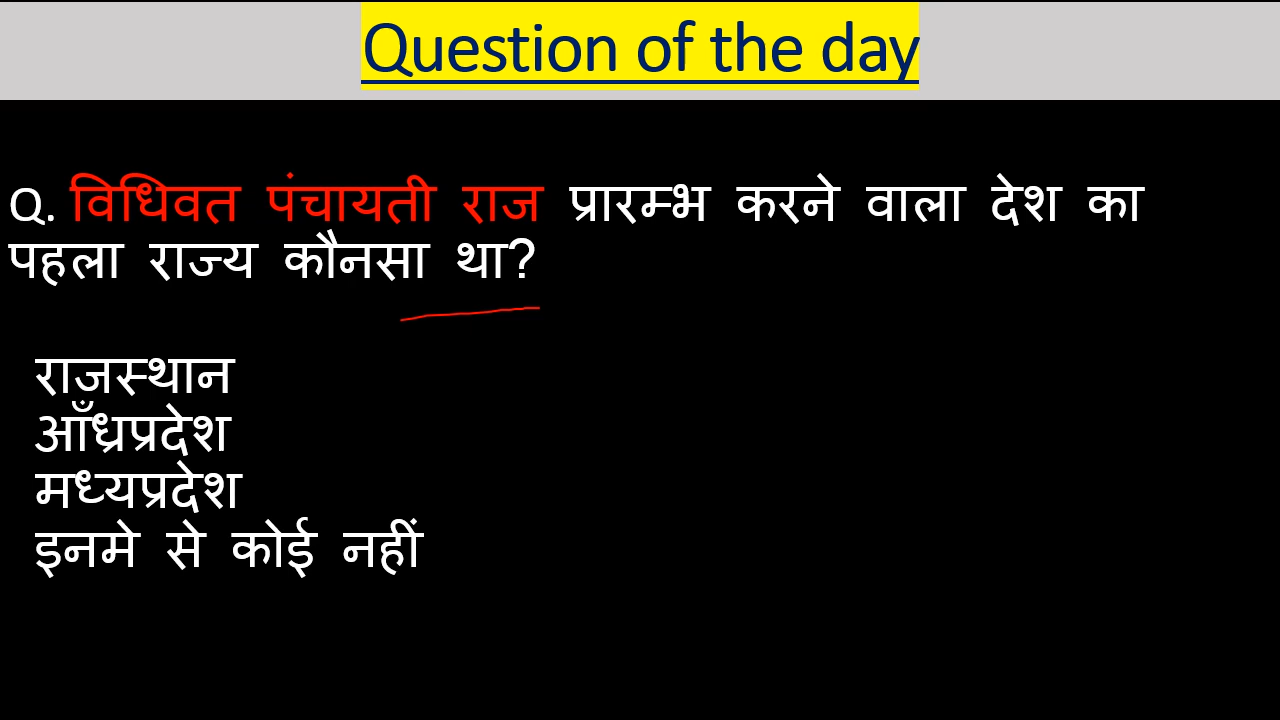 Question of the day
Q. विधिवत पंचायती राज प्रारम्भ करने वाला देश का
पहला राज्य कौनसा था?
राजस्थान
आँध्रप्रदेश
मध्यप्रदेश
इनमे से कोई नहीं